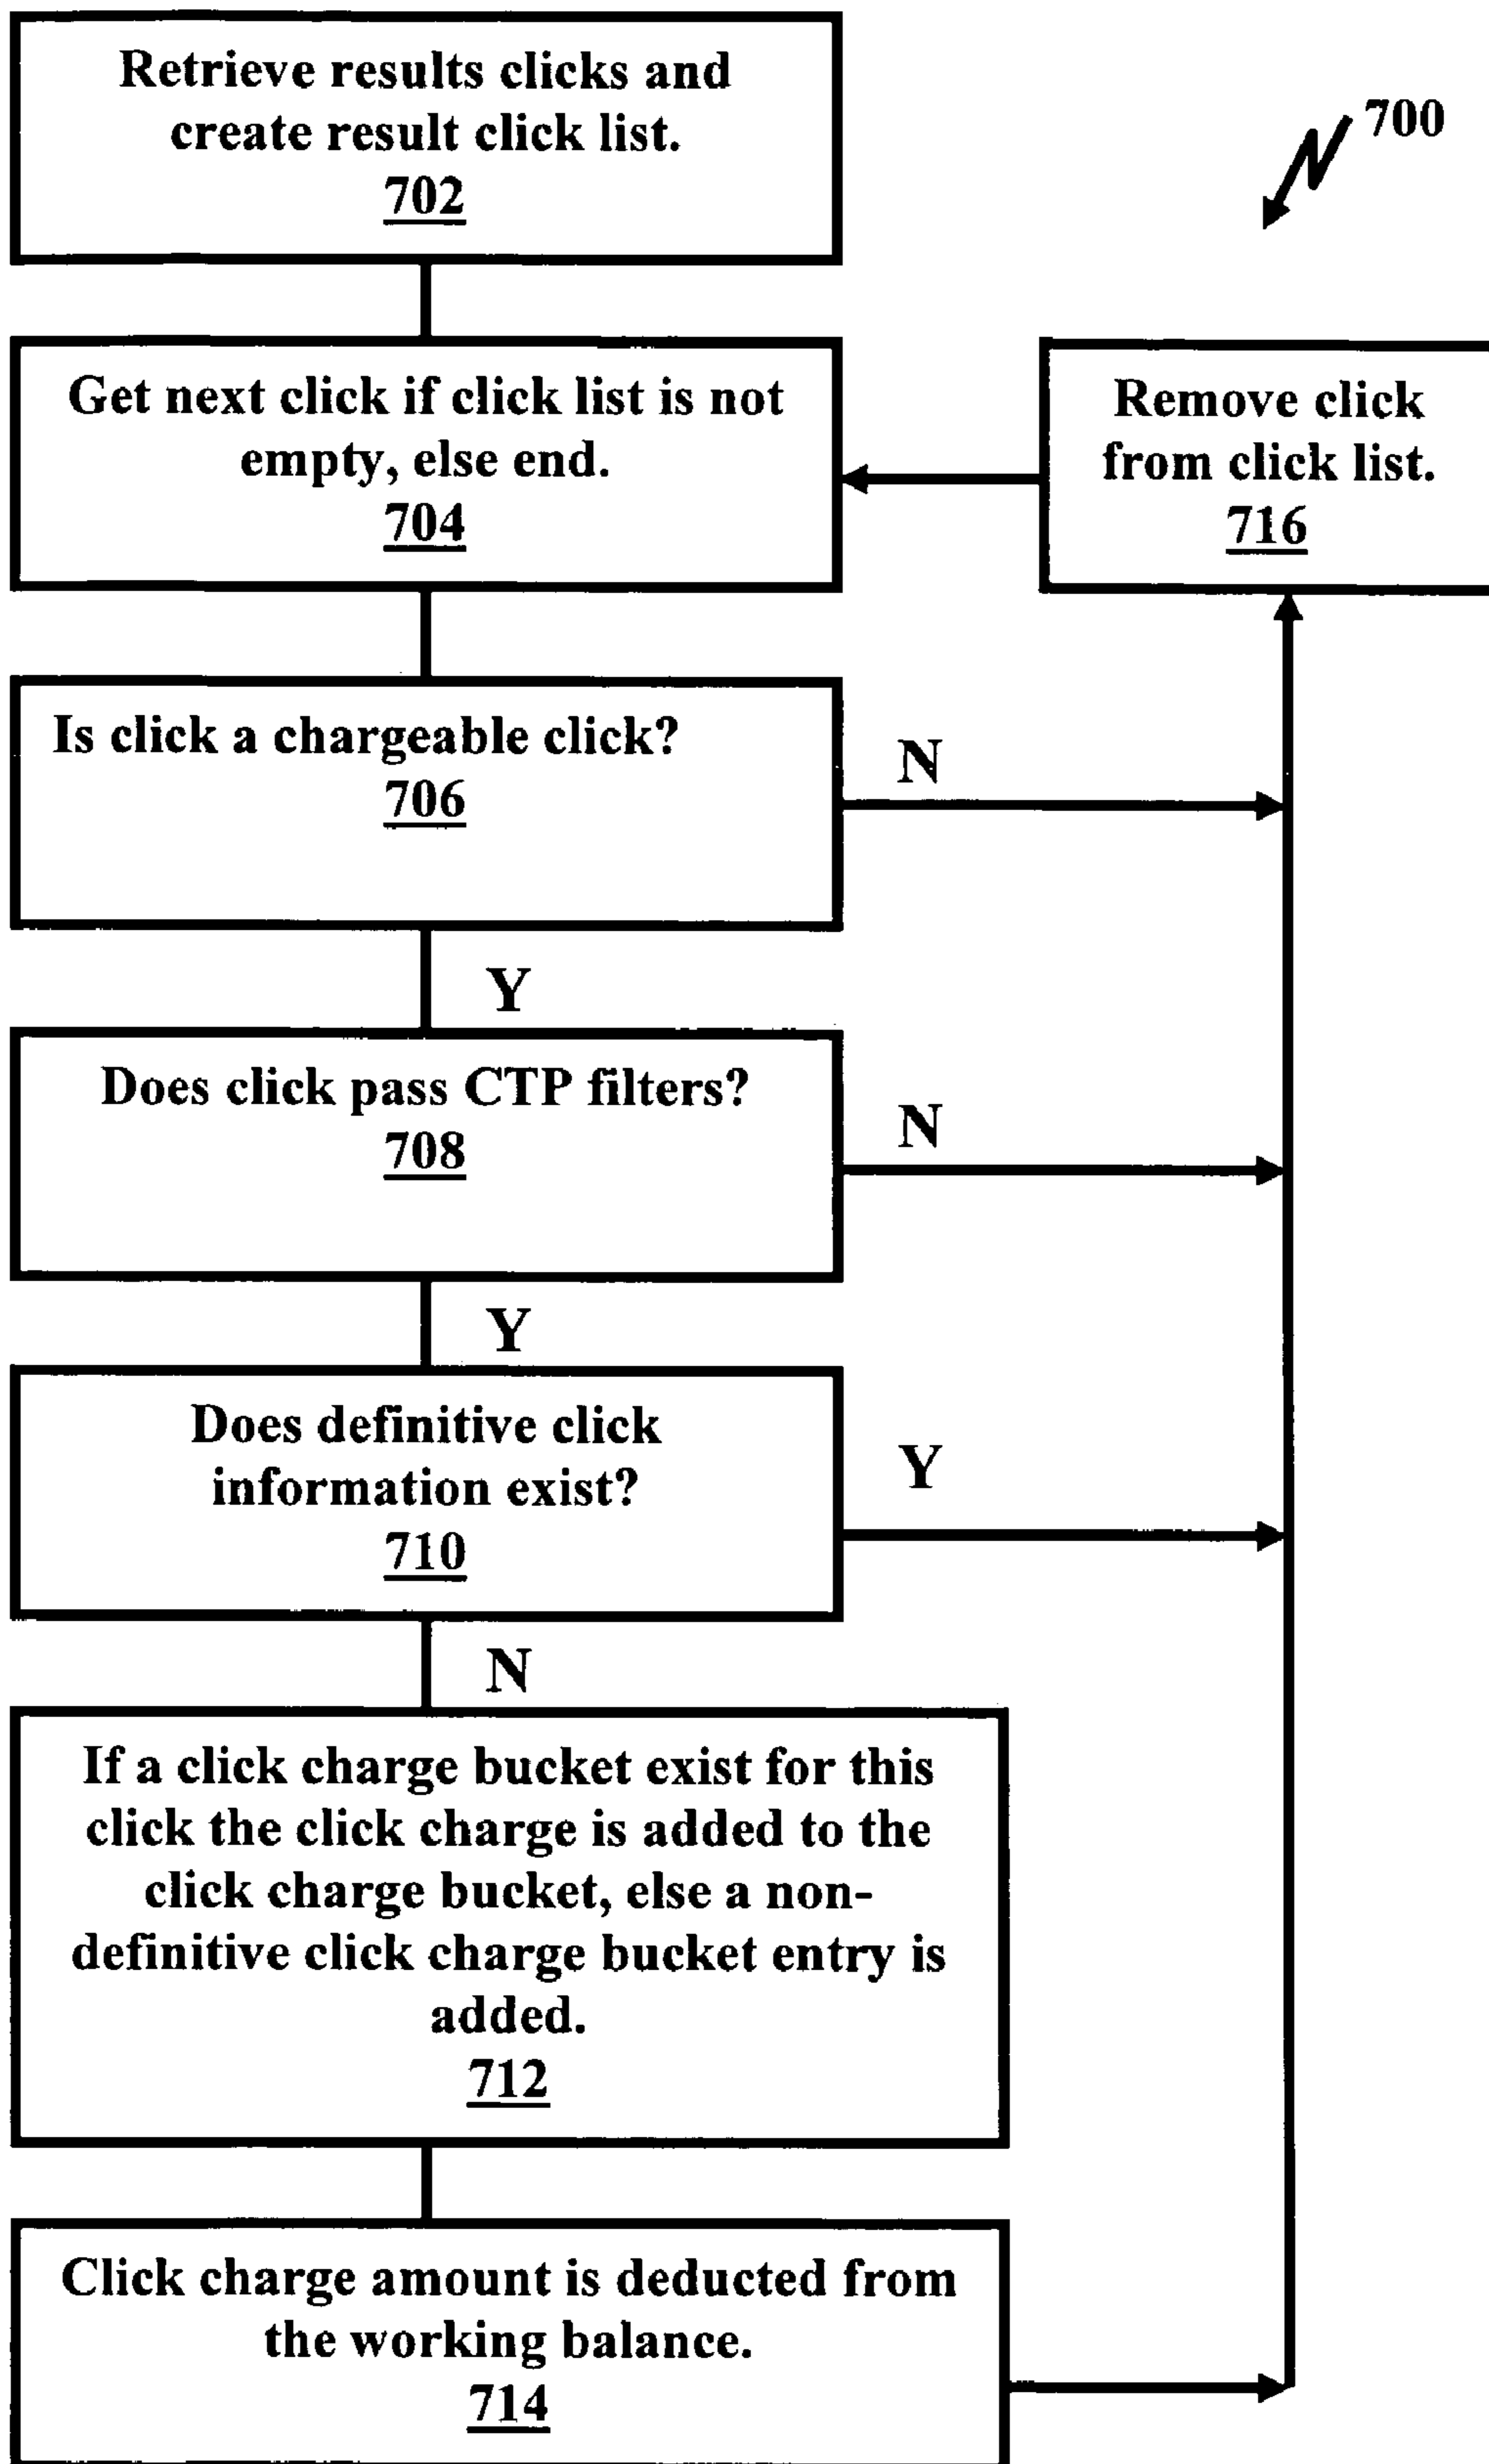 Retrieve results clicks and
create result click list.
702
700
Get next click if click list is not
empty, else end.
704
Remove click
from click list.
716
Is click a chargeable click?
706
N
Y
Does click pass CTP filters?
708
N
Y
Does definitive click
information exist?
710
Y
N
If a click charge bucket exist for this
click the click charge is added to the
click charge bucket, else a non-
definitive click charge bucket entry is
added.
712
Click charge amount is deducted from
the working balance.
714